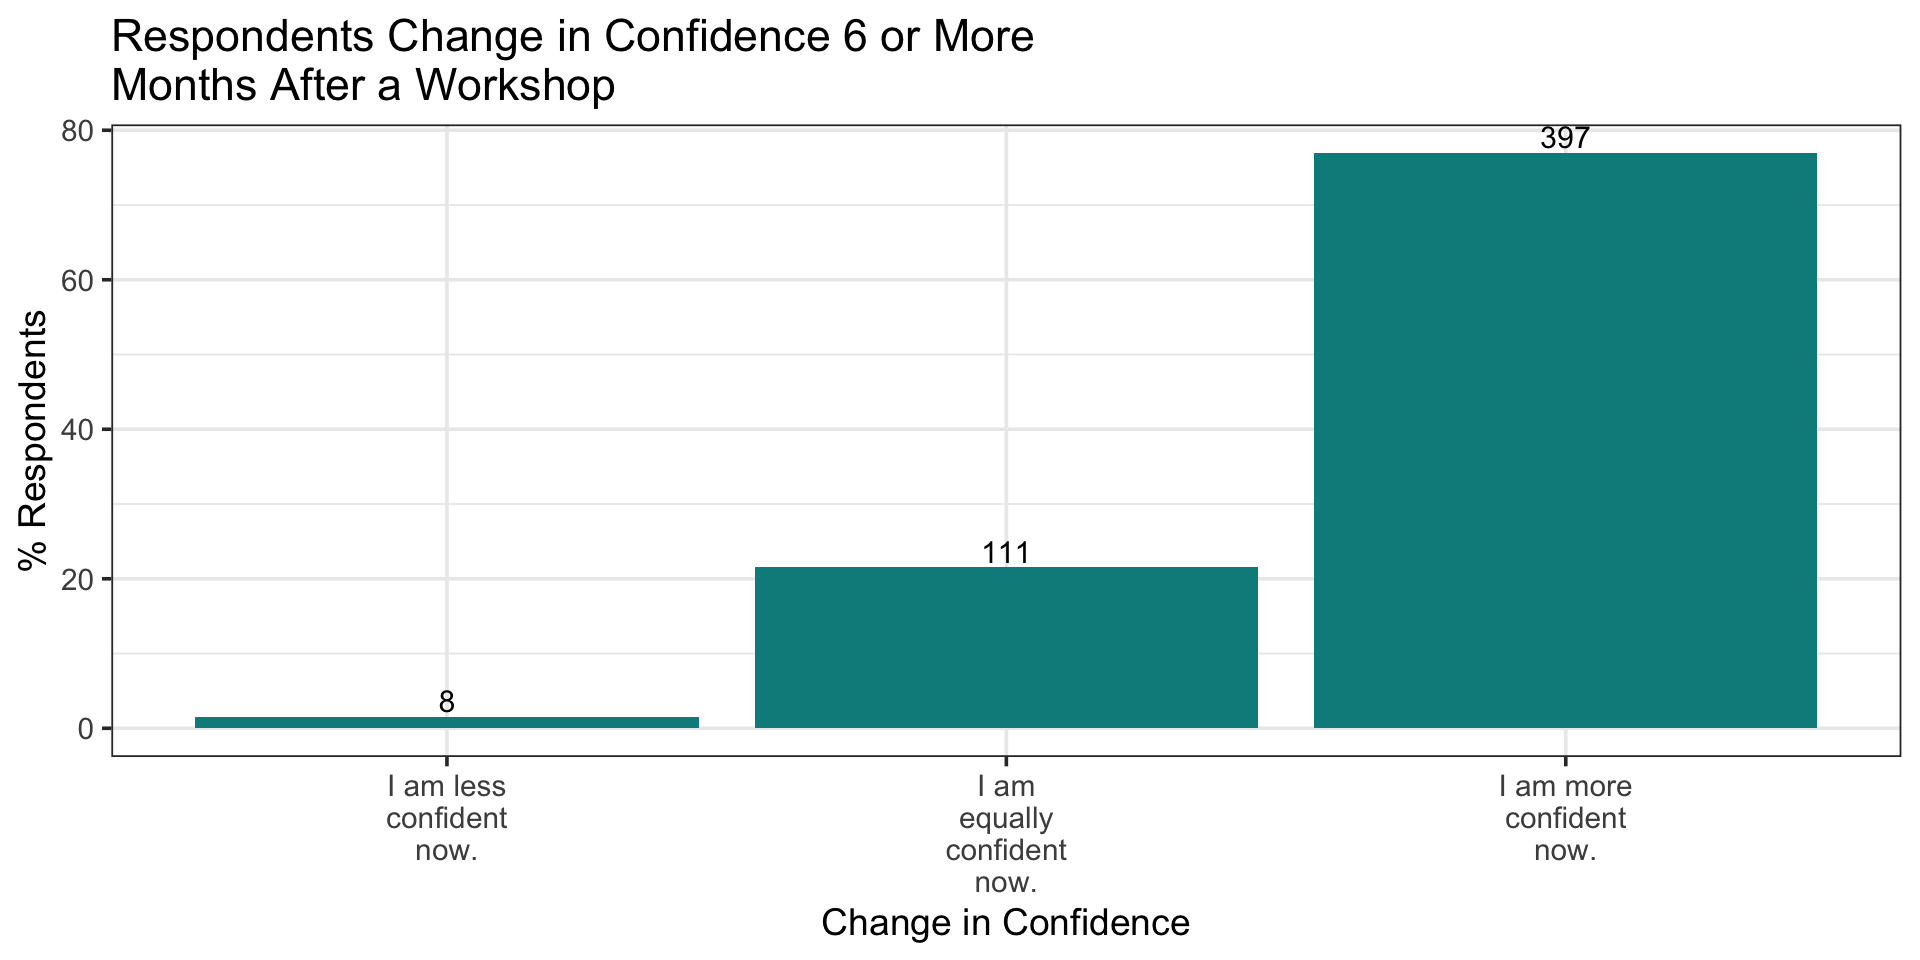 Respondents Change in Confidence 6 or More
Months After a Workshop
% Respondents
80
60
40
20
0
8
111
397
I am less
confident
now.
I am
equally
confident
now.
I am more
confident
now.
Change in Confidence